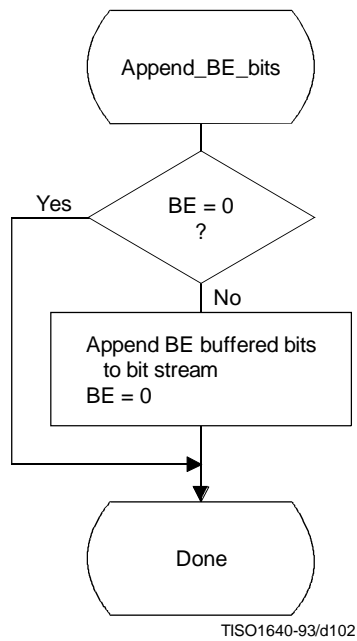 Append_BE_bits
Yes
BE = 0
?
No
Append BE buffered bits
to bit stream
BE = 0
Done
TISO1640-93/d102